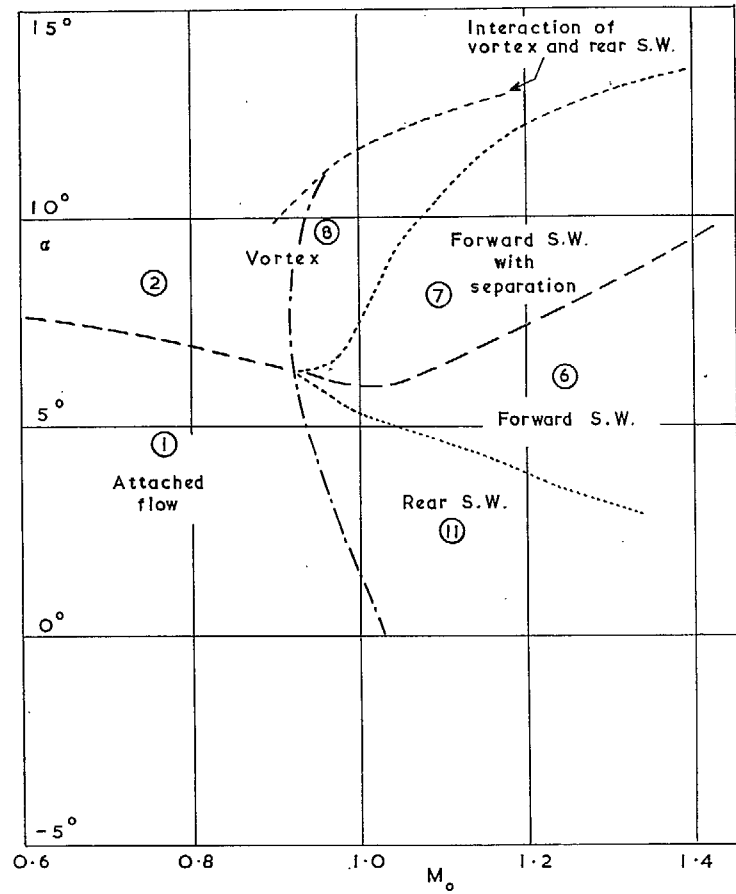 15°
Interaction of
vortex and rear S.W.
10°
α
8
Vortex
Forward S.W.
with
separation
2
7
6
5°
Forward S.W.
1
Attached
flow
Rear S.W.
11
0°
-5°
0·6
0·8
1·0
1·2
1·4
M₀